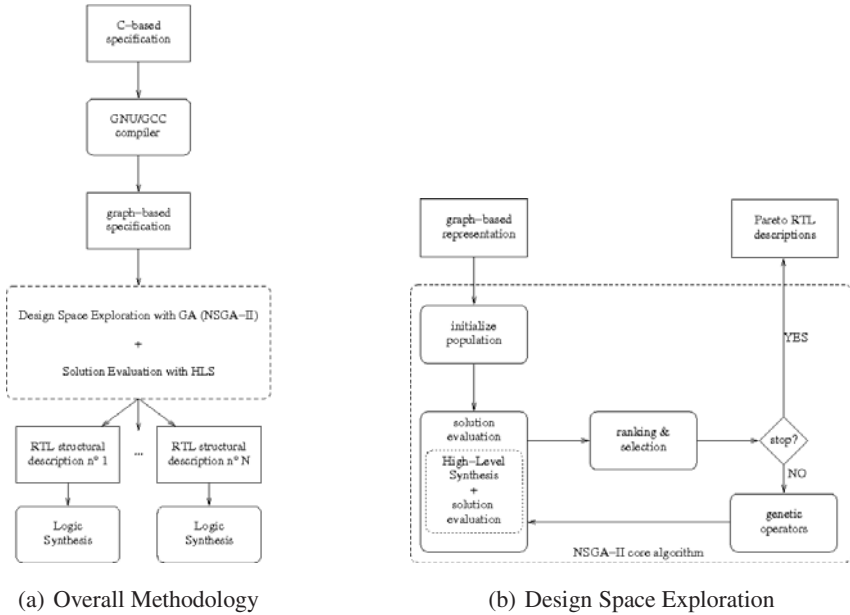 C-based
specification
GNU/GCC
compiler
graph-based
specification
Design Space Exploration with GA (NSGA-II)
+
Solution Evaluation with HLS
RTL structural
description n° 1
...
RTL structural
description n° N
Logic
Synthesis
Logic
Synthesis
(a) Overall Methodology
graph-based
representation
Pareto RTL
descriptions
initialize
population
YES
solution
evaluation
High-Level
Synthesis
+
solution
evaluation
ranking &
selection
stop?
NO
genetic
operators
NSGA-II core algorithm
(b) Design Space Exploration